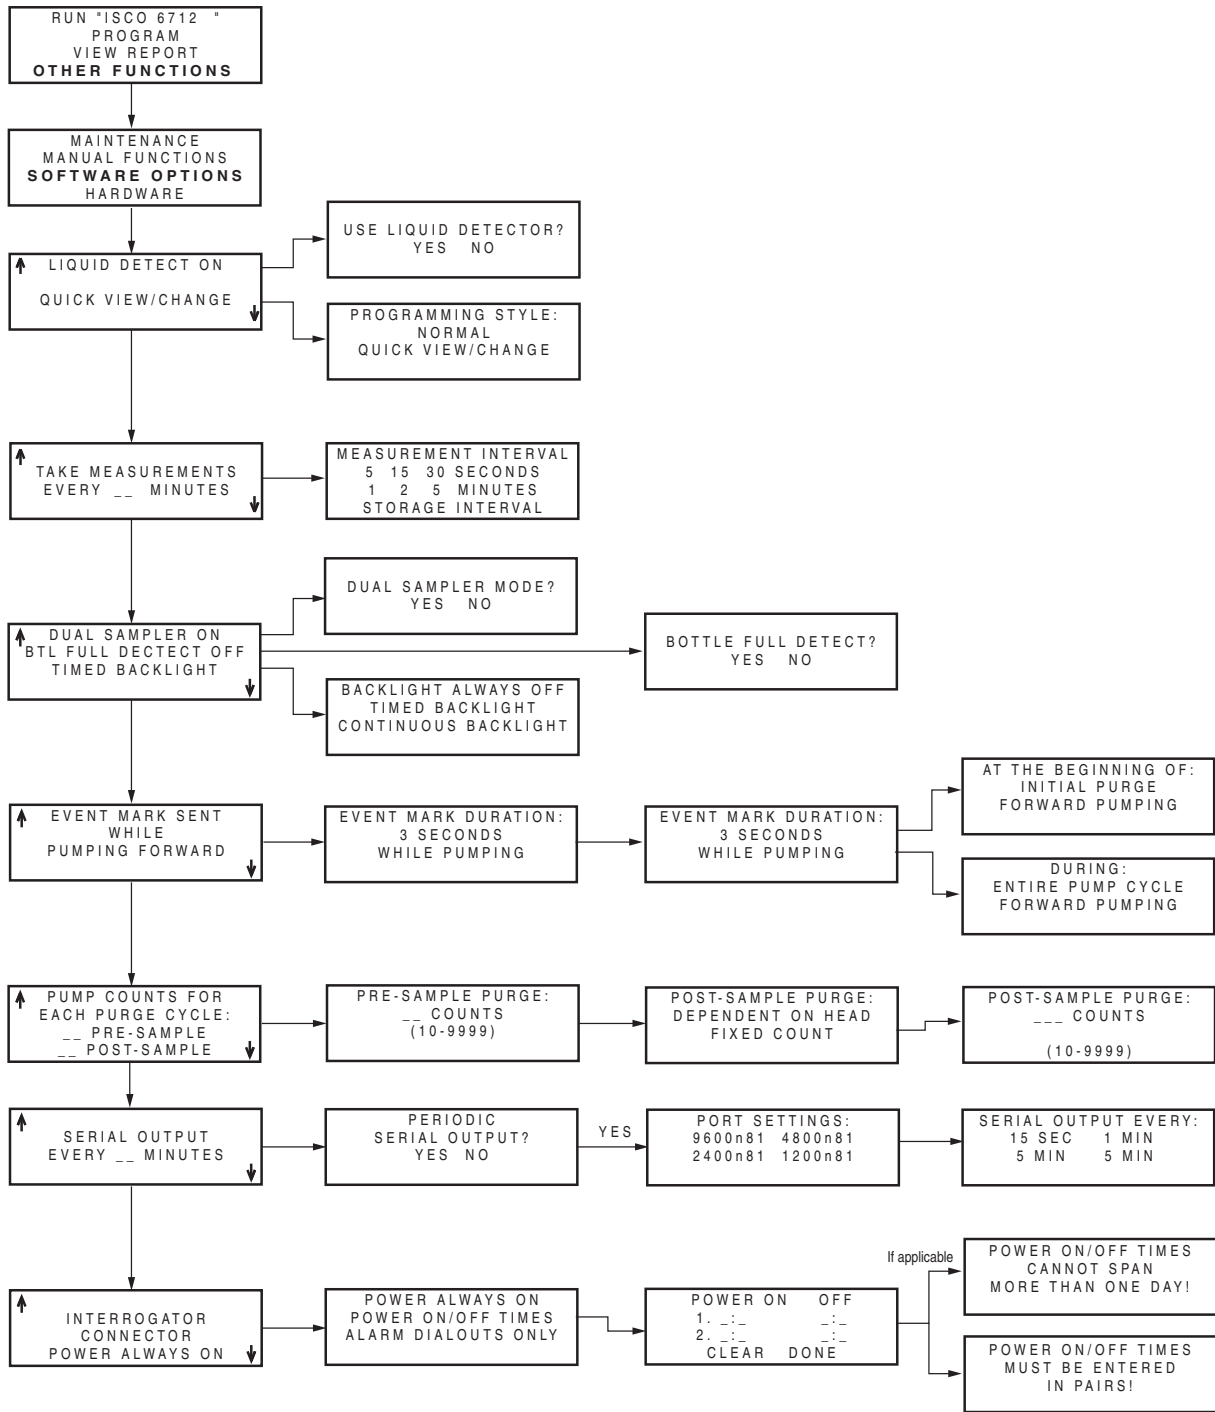 RUN "ISCO 6712 "
PROGRAM
VIEW REPORT
OTHER FUNCTIONS
MAINTENANCE
MANUAL FUNCTIONS
SOFTWARE OPTIONS
HARDWARE
LIQUID DETECT ON
QUICK VIEW/CHANGE
USE LIQUID DETECTOR?
YES NO
PROGRAMMING STYLE:
NORMAL
QUICK VIEW/CHANGE
TAKE MEASUREMENTS
EVERY __ MINUTES
MEASUREMENT INTERVAL
5 15 30 SECONDS
1 2 5 MINUTES
STORAGE INTERVAL
DUAL SAMPLER ON
BTL FULL DECTECT OFF
TIMED BACKLIGHT
DUAL SAMPLER MODE?
YES NO
BOTTLE FULL DETECT?
YES NO
BACKLIGHT ALWAYS OFF
TIMED BACKLIGHT
CONTINUOUS BACKLIGHT
EVENT MARK SENT
WHILE
PUMPING FORWARD
EVENT MARK DURATION:
3 SECONDS
WHILE PUMPING
EVENT MARK DURATION:
3 SECONDS
WHILE PUMPING
AT THE BEGINNING OF:
INITIAL PURGE
FORWARD PUMPING
DURING:
ENTIRE PUMP CYCLE
FORWARD PUMPING
PUMP COUNTS FOR
EACH PURGE CYCLE:
__ PRE-SAMPLE
__ POST-SAMPLE
PRE-SAMPLE PURGE:
__ COUNTS
(10-9999)
POST-SAMPLE PURGE:
DEPENDENT ON HEAD
FIXED COUNT
POST-SAMPLE PURGE:
___ COUNTS
(10-9999)
SERIAL OUTPUT
EVERY __ MINUTES
PERIODIC
SERIAL OUTPUT?
YES NO
YES
PORT SETTINGS:
9600n81 4800n81
2400n81 1200n81
SERIAL OUTPUT EVERY:
15 SEC 1 MIN
5 MIN 5 MIN
INTERROGATOR
CONNECTOR
POWER ALWAYS ON
POWER ALWAYS ON
POWER ON/OFF TIMES
ALARM DIALOUTS ONLY
POWER ON OFF
1. _:_ _:_
2. _:_ _:_
CLEAR DONE
If applicable
POWER ON/OFF TIMES
CANNOT SPAN
MORE THAN ONE DAY!
POWER ON/OFF TIMES
MUST BE ENTERED
IN PAIRS!